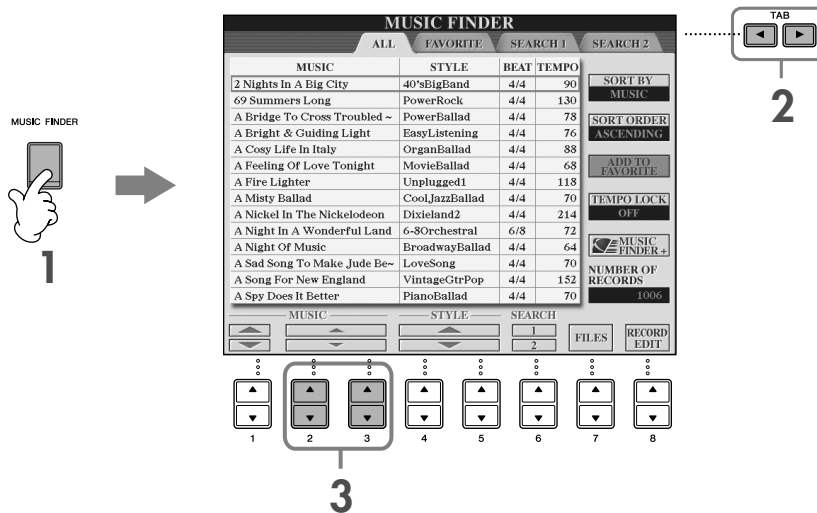 MUSIC FINDER
TAB
ALL FAVORITE SEARCH 1 SEARCH 2
2
MUSIC STYLE BEAT TEMPO
2 Nights In A Big City 40'sBigBand 4/4 90
69 Summers Long PowerRock 4/4 130
A Bridge To Cross Troubled ~ PowerBallad 4/4 78
A Bright & Guiding Light EasyListening 4/4 76
A Cosy Life In Italy OrganBallad 4/4 88
A Feeling Of Love Tonight MovieBallad 4/4 68
A Fire Lighter Unplugged1 4/4 118
A Misty Ballad CoolJazzBallad 4/4 70
A Nickel In The Nickelodeon Dixieland2 4/4 214
A Night In A Wonderful Land 6-8Orchestral 6/8 72
A Night Of Music BroadwayBallad 4/4 64
A Sad Song To Make Jude Be~ LoveSong 4/4 70
A Song For New England VintageGtrPop 4/4 152
A Spy Does It Better PianoBallad 4/4 70
SORT BY
MUSIC
SORT ORDER
ASCENDING
ADD TO
FAVORITE
TEMPO LOCK
OFF
MUSIC
FINDER +
NUMBER OF
RECORDS
1006
MUSIC FINDER
1
MUSIC STYLE SEARCH
1
2
FILES
RECORD
EDIT
1 2 3 4 5 6 7 8
3